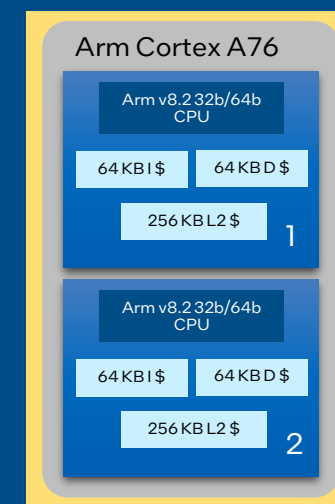 Arm Cortex A76
Arm v8.2 32b/64b
CPU
64 KB I $ 64 KB D $
256 KB L2 $
1
Arm v8.2 32b/64b
CPU
64 KB I $ 64 KB D $
256 KB L2 $
2